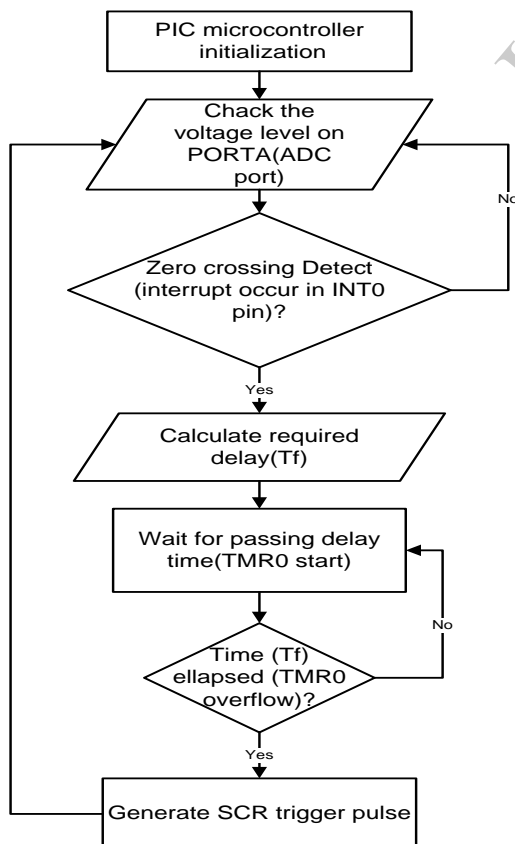 PIC microcontroller
initialization
Chack the
voltage level on
PORTA(ADC
port)
No
Zero crossing Detect
(interrupt occur in INT0
pin)?
Yes
Calculate required
delay(Tf)
Wait for passing delay
time(TMR0 start)
No
Time (Tf)
ellapsed (TMR0
overflow)?
Yes
Generate SCR trigger pulse